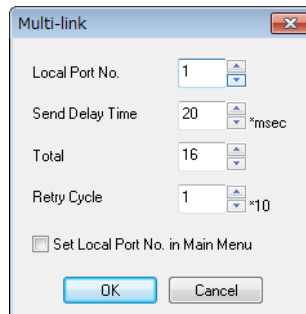 Multi-link
Local Port No. 1
Send Delay Time 20 *msec
Total 16
Retry Cycle 1 *10
Set Local Port No. in Main Menu
OK Cancel